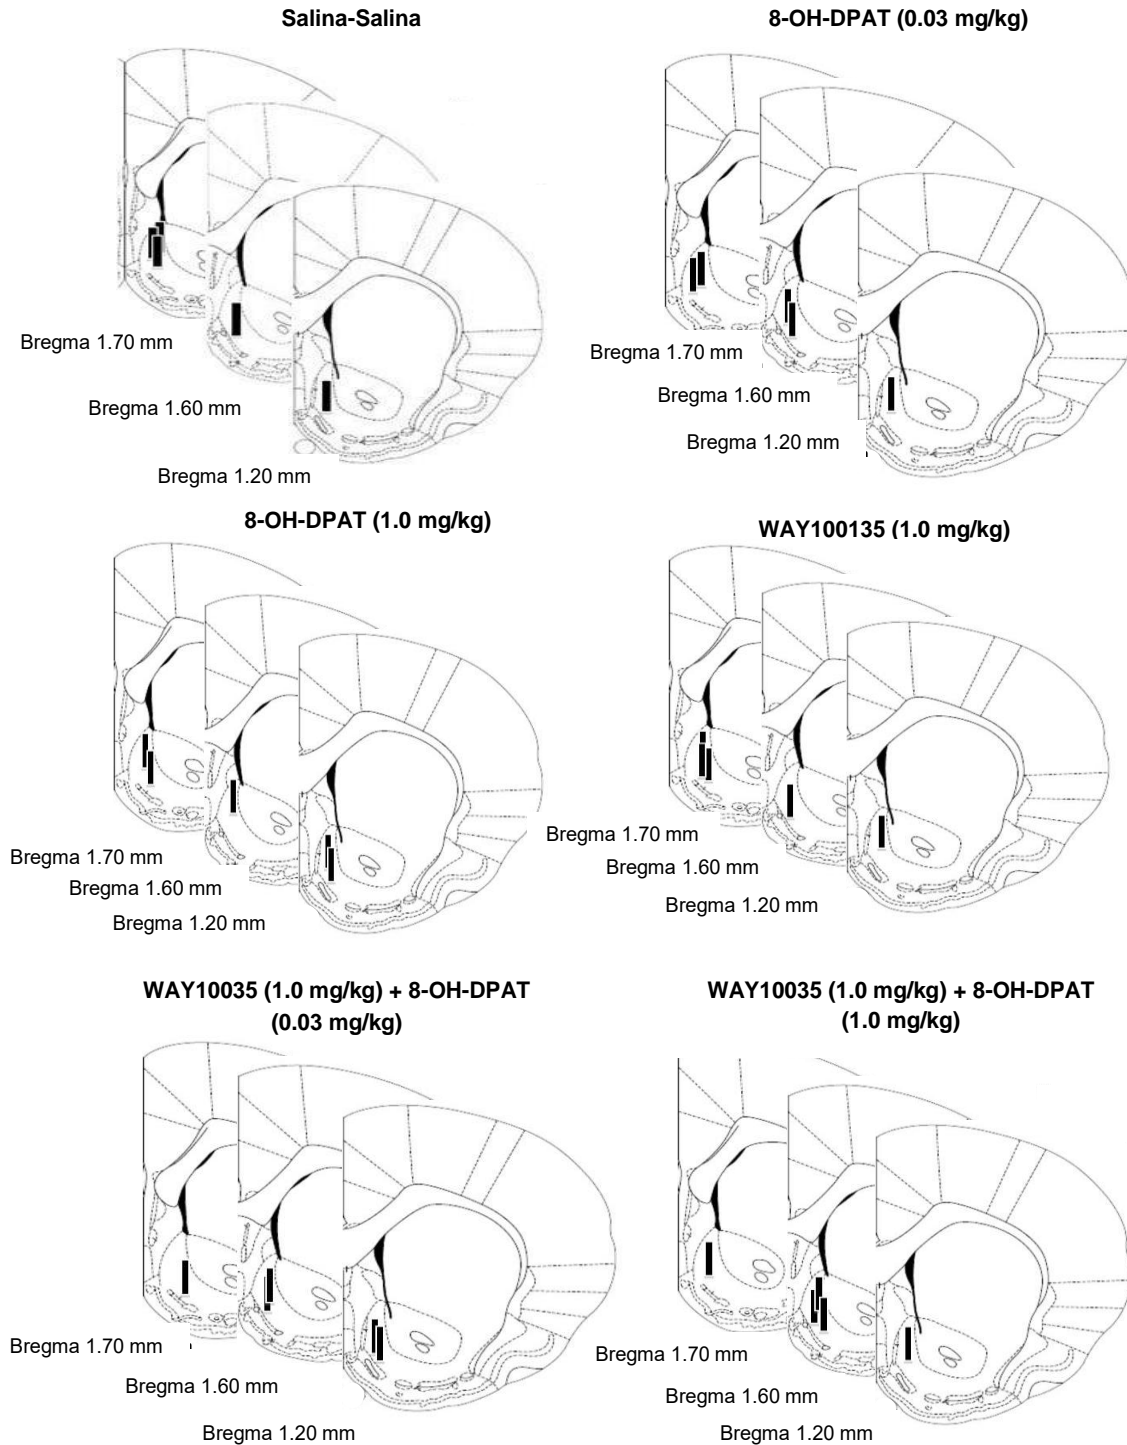 Salina-Salina
8-OH-DPAT (0.03 mg/kg)
Bregma 1.70 mm
Bregma 1.60 mm
Bregma 1.20 mm
Bregma 1.70 mm
Bregma 1.60 mm
Bregma 1.20 mm
8-OH-DPAT (1.0 mg/kg)
WAY100135 (1.0 mg/kg)
Bregma 1.70 mm
Bregma 1.60 mm
Bregma 1.20 mm
Bregma 1.70 mm
Bregma 1.60 mm
Bregma 1.20 mm
WAY10035 (1.0 mg/kg) + 8-OH-DPAT
(0.03 mg/kg)
WAY10035 (1.0 mg/kg) + 8-OH-DPAT
(1.0 mg/kg)
Bregma 1.70 mm
Bregma 1.60 mm
Bregma 1.20 mm
Bregma 1.70 mm
Bregma 1.60 mm
Bregma 1.20 mm